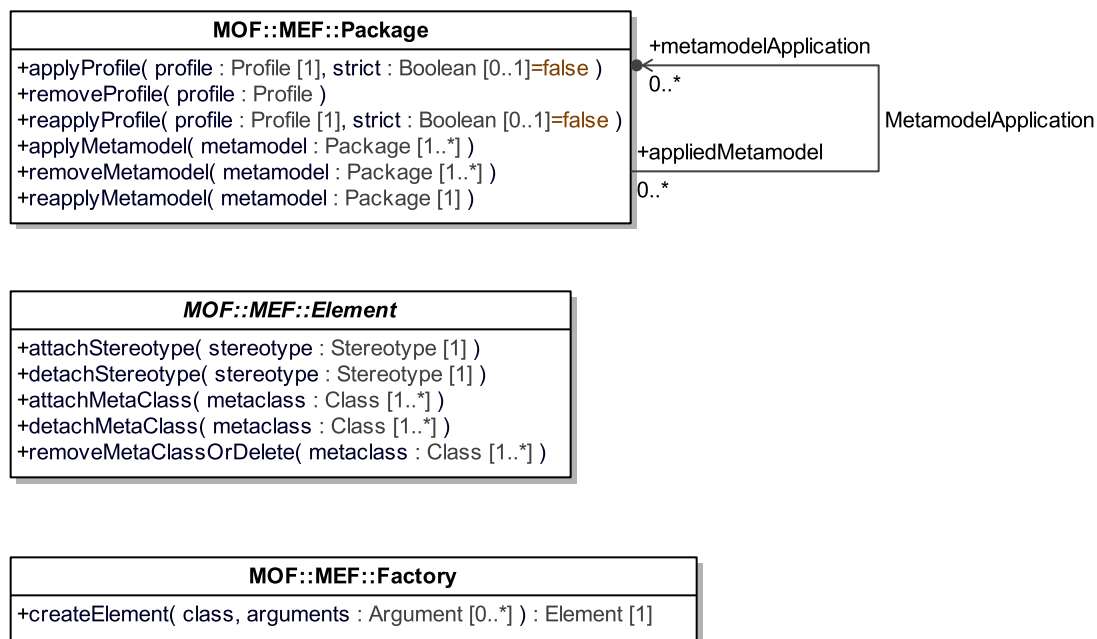 MOF::MEF::Package
+applyProfile( profile : Profile [1], strict : Boolean [0..1]=false )
+removeProfile( profile : Profile )
+reapplyProfile( profile : Profile [1], strict : Boolean [0..1]=false )
+applyMetamodel( metamodel : Package [1..*] )
+removeMetamodel( metamodel : Package [1..*] )
+reapplyMetamodel( metamodel : Package [1] )
+metamodelApplication
0..*
MetamodelApplication
+appliedMetamodel
0..*
MOF::MEF::Element
+attachStereotype( stereotype : Stereotype [1] )
+detachStereotype( stereotype : Stereotype [1] )
+attachMetaClass( metaclass : Class [1..*] )
+detachMetaClass( metaclass : Class [1..*] )
+removeMetaClassOrDelete( metaclass : Class [1..*] )
MOF::MEF::Factory
+createElement( class, arguments : Argument [0..*] ) : Element [1]